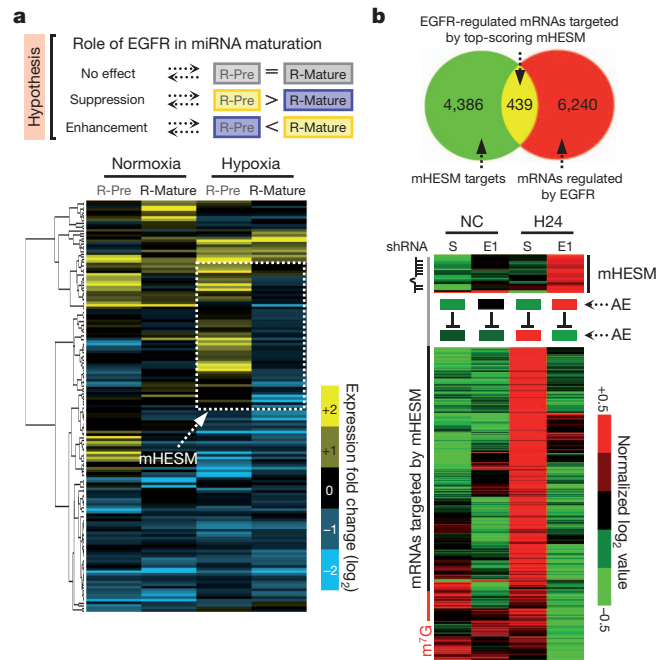 a
Role of EGFR in miRNA maturation
Hypothesis
No effect R-Pre = R-Mature
Suppression R-Pre > R-Mature
Enhancement R-Pre < R-Mature
Normoxia Hypoxia
R-Pre R-Mature R-Pre R-Mature
mHESM
+2
+1
0
−1
−2
Expression fold change (log2)
b
EGFR-regulated mRNAs targeted
by top-scoring mHESM
4,386 439 6,240
mHESM targets
mRNAs regulated
by EGFR
NC H24
shRNA S E1 S E1
mHESM
AE
AE
mRNAs targeted by mHESM
m7G
+0.5
−0.5
Normalized log2 value